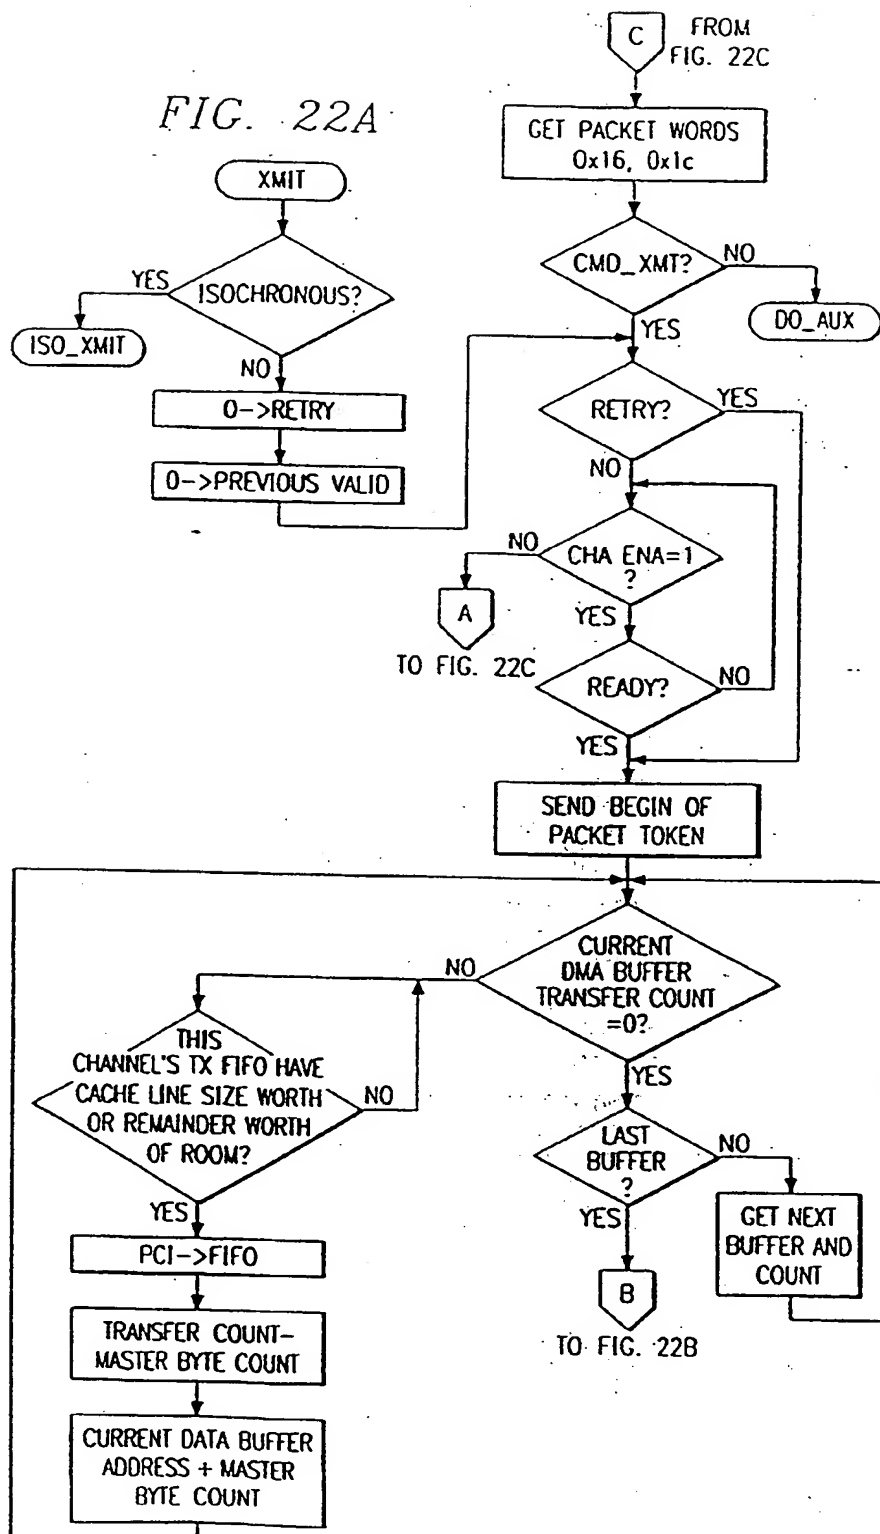 FIG. 22A
XMIT
YES
ISOCHRONOUS?
ISO_XMIT
NO
0->RETRY
0->PREVIOUS VALID
C
FROM
FIG. 22C
GET PACKET WORDS
0x16, 0x1c
CMD_XMT?
NO
DO_AUX
YES
RETRY?
YES
NO
NO
CHA ENA=1
?
A
TO FIG. 22C
YES
READY?
NO
YES
SEND BEGIN OF
PACKET TOKEN
CURRENT
DMA BUFFER
TRANSFER COUNT
=0?
NO
YES
THIS
CHANNEL'S TX FIFO HAVE
CACHE LINE SIZE WORTH
OR REMAINDER WORTH
OF ROOM?
NO
YES
PCI->FIFO
TRANSFER COUNT-
MASTER BYTE COUNT
CURRENT DATA BUFFER
ADDRESS + MASTER
BYTE COUNT
LAST
BUFFER
?
NO
YES
GET NEXT
BUFFER AND
COUNT
B
TO FIG. 22B